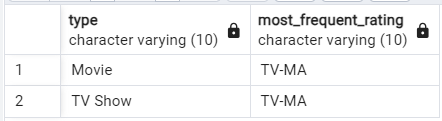 type most_frequent_rating
character varying (10) character varying (10)
1 Movie TV-MA
2 TV Show TV-MA